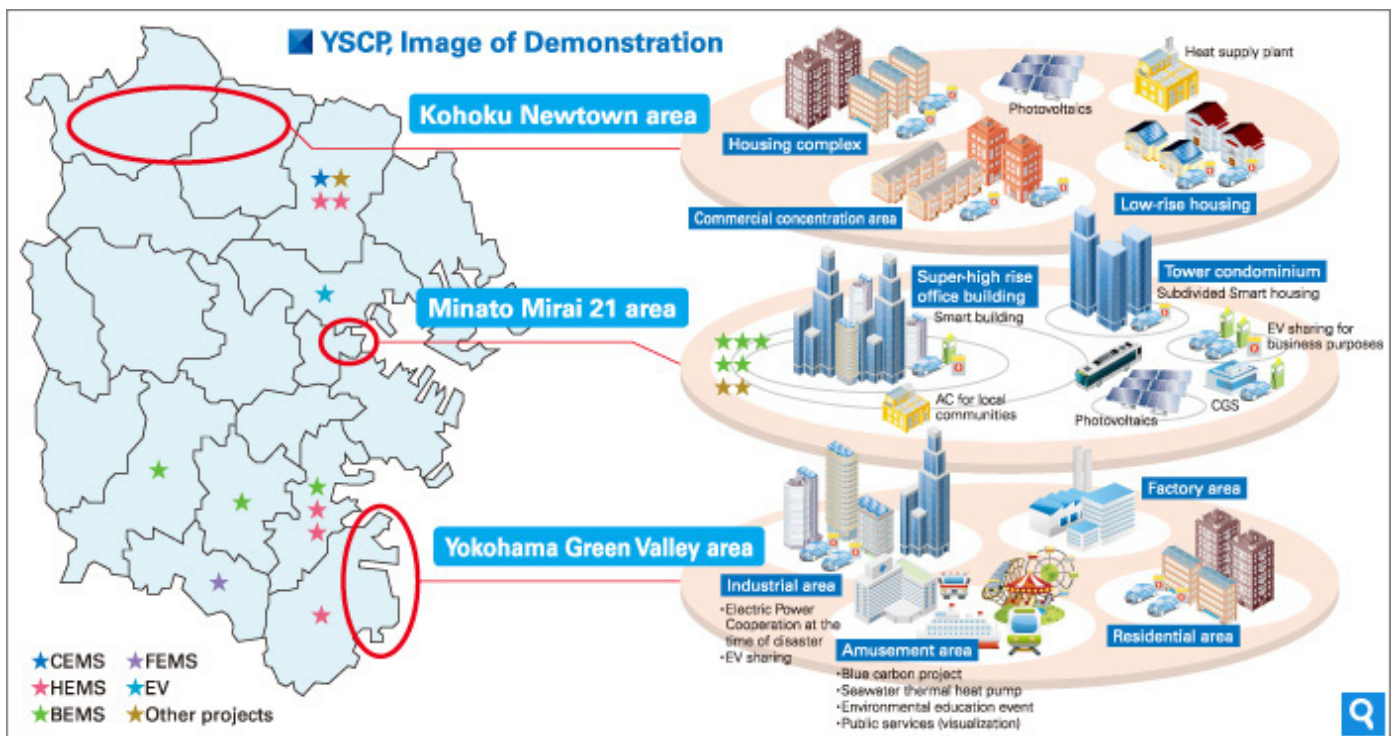 YSCP, Image of Demonstration
Kohoku Newtown area
Housing complex
Photovoltaics
Heat supply plant
Commercial concentration area
Low-rise housing
Minato Mirai 21 area
Super-high rise
office building
Smart building
Tower condominium
Subdivided Smart housing
EV sharing for
business purposes
AC for local
communities
Photovoltaics
CGS
Yokohama Green Valley area
Industrial area
•Electric Power
Cooperation at the
time of disaster
•EV sharing
Factory area
Amusement area
•Blue carbon project
•Seawater thermal heat pump
•Environmental education event
•Public services (visualization)
Residential area
★CEMS ★FEMS
★HEMS ★EV
★BEMS ★Other projects